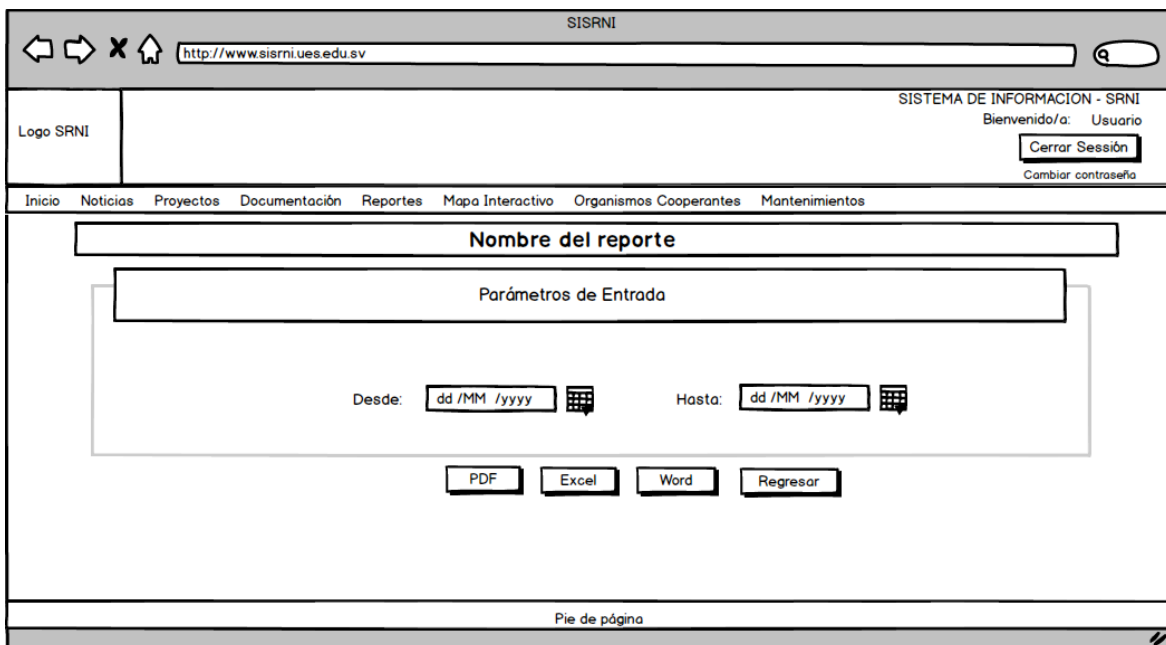 SISRNI
http://www.sisrni.ues.edu.sv
SISTEMA DE INFORMACION - SRNI
Bienvenido/a: Usuario
Logo SRNI
Cerrar Sessión
Cambiar contraseña
Inicio Noticias Proyectos Documentación Reportes Mapa Interactivo Organismos Cooperantes Mantenimientos
Nombre del reporte
Parámetros de Entrada
Desde: dd /MM /yyyy Hasta: dd /MM /yyyy
PDF Excel Word Regresar
Pie de página